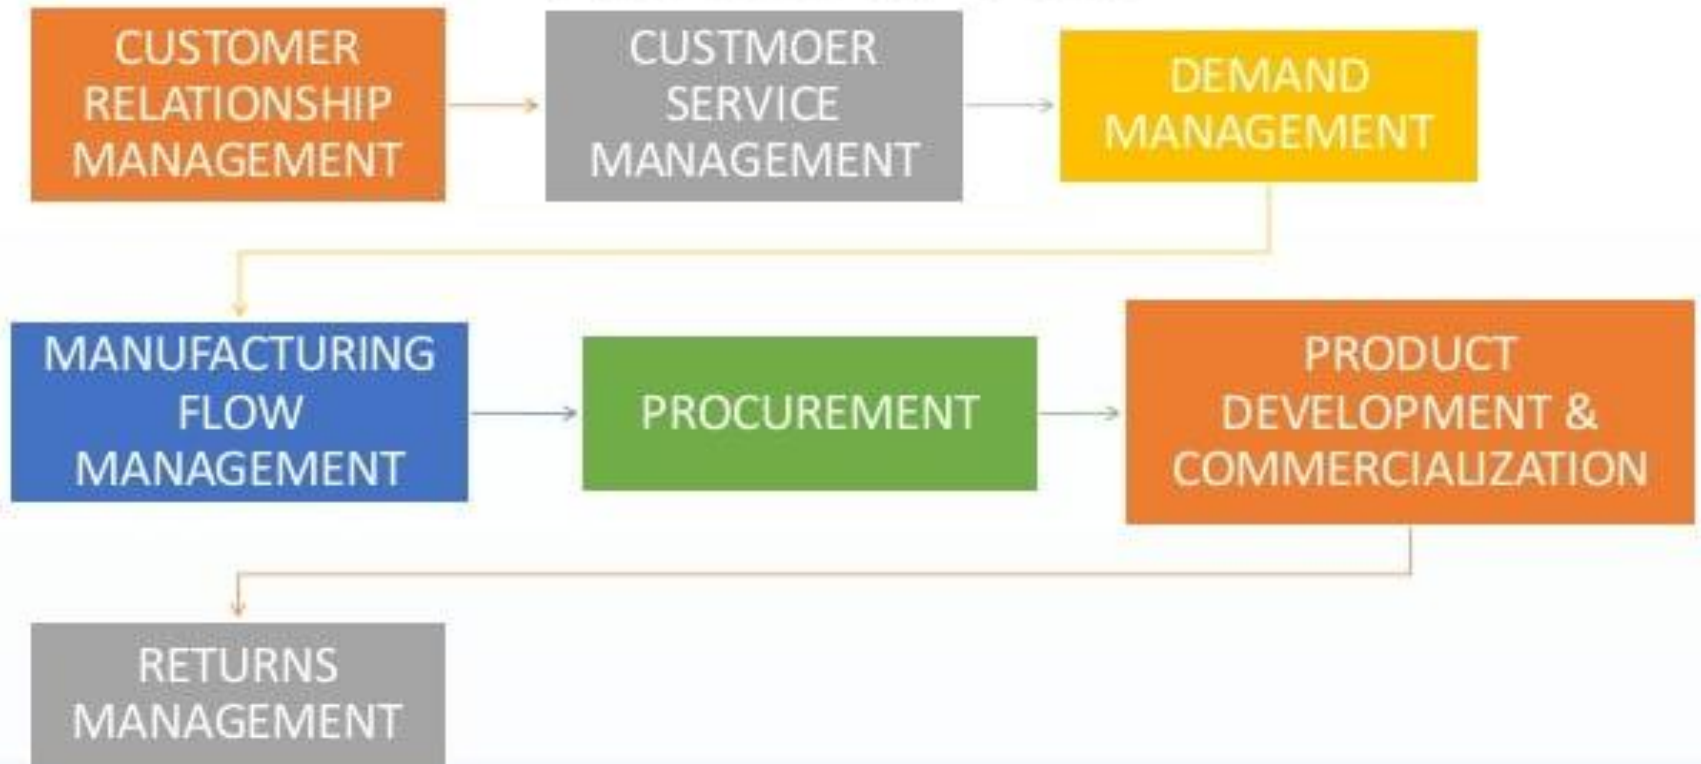 CUSTOMER
RELATIONSHIP
MANAGEMENT
CUSTMOER
SERVICE
MANAGEMENT
DEMAND
MANAGEMENT
MANUFACTURING
FLOW
MANAGEMENT
PROCUREMENT
PRODUCT
DEVELOPMENT &
COMMERCIALIZATION
RETURNS
MANAGEMENT